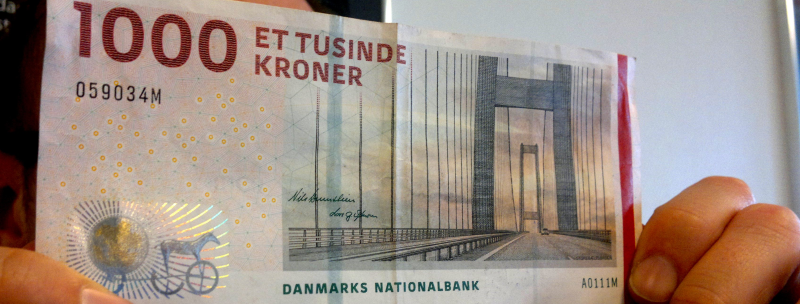 1000
ET TUSINDE
KRONER
059034M
DANMARKS NATIONALBANK
A0111M